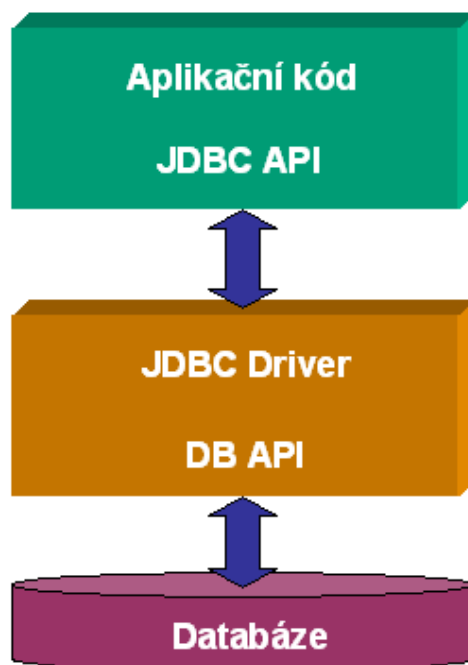 Aplikační kód
JDBC API
JDBC Driver
DB API
Databáze